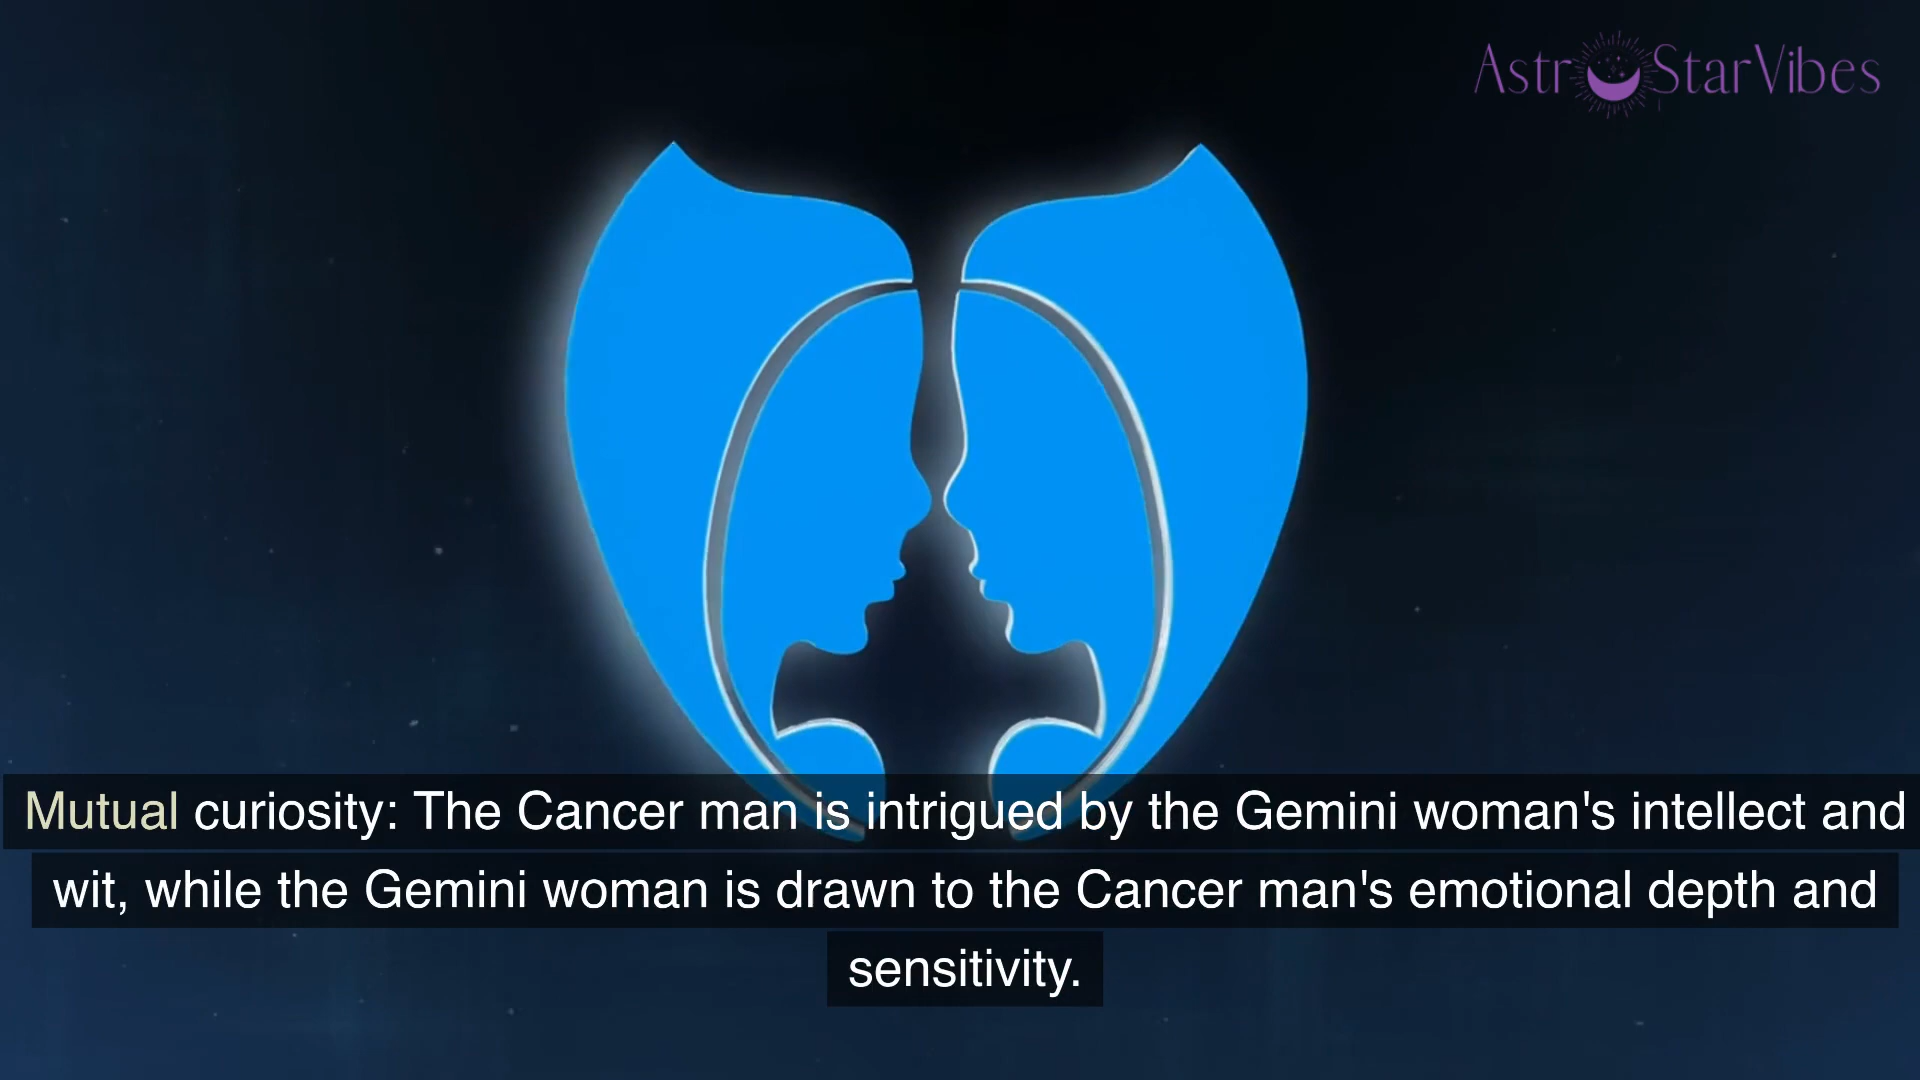 AstroStarVibes
Mutual curiosity: The Cancer man is intrigued by the Gemini woman's intellect and
wit, while the Gemini woman is drawn to the Cancer man's emotional depth and
sensitivity.